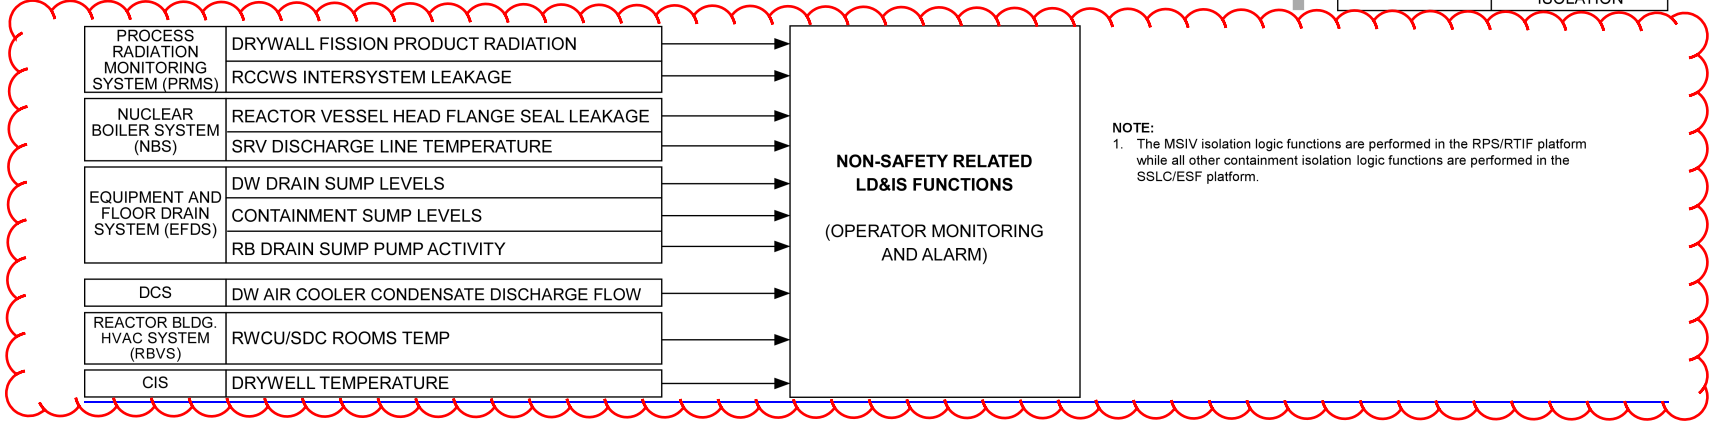 ISOLATION
PROCESS
RADIATION
MONITORING
SYSTEM (PRMS)
DRYWALL FISSION PRODUCT RADIATION
RCCWS INTERSYSTEM LEAKAGE
NUCLEAR
BOILER SYSTEM
(NBS)
REACTOR VESSEL HEAD FLANGE SEAL LEAKAGE
SRV DISCHARGE LINE TEMPERATURE
EQUIPMENT AND
FLOOR DRAIN
SYSTEM (EFDS)
DW DRAIN SUMP LEVELS
CONTAINMENT SUMP LEVELS
RB DRAIN SUMP PUMP ACTIVITY
DCS
DW AIR COOLER CONDENSATE DISCHARGE FLOW
REACTOR BLDG.
HVAC SYSTEM
(RBVS)
RWCU/SDC ROOMS TEMP
CIS
DRYWELL TEMPERATURE
NON-SAFETY RELATED
LD&IS FUNCTIONS
(OPERATOR MONITORING
AND ALARM)
NOTE:
1. The MSIV isolation logic functions are performed in the RPS/RTIF platform
while all other containment isolation logic functions are performed in the
SSLC/ESF platform.